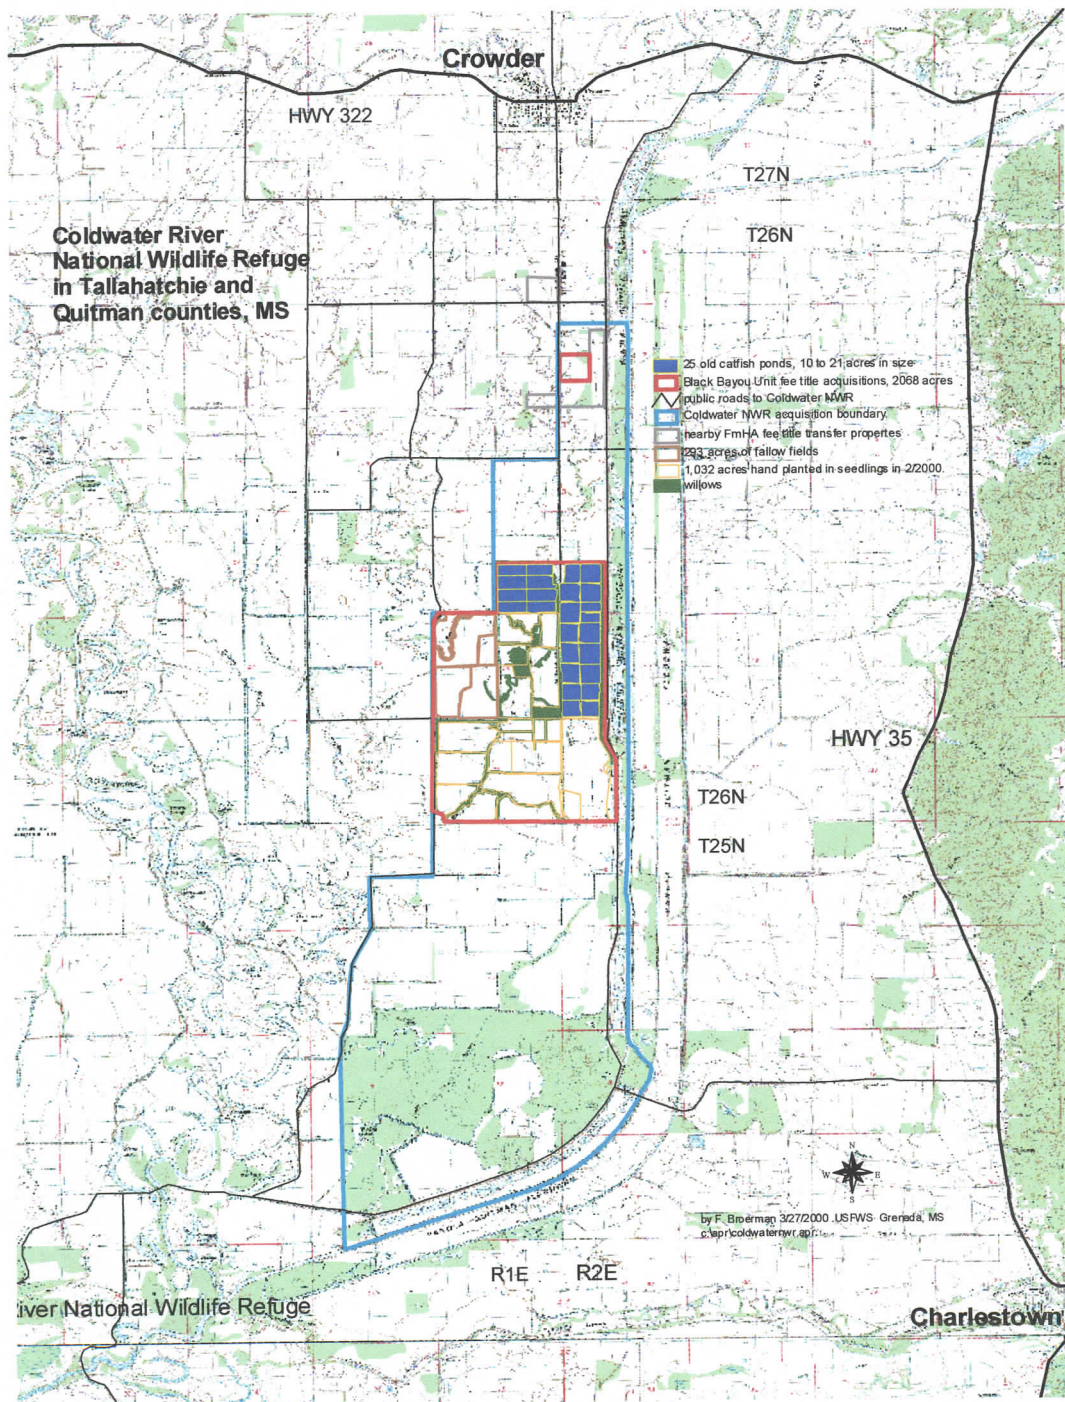 Crowder
HWY 322
T27N
T26N
Coldwater River
National Wildlife Refuge
in Tallahatchie and
Quitman counties, MS
25 old catfish ponds, 10 to 21 acres in size
Black Bayou Unit fee title acquisitions, 2068 acres
public roads to Coldwater NWR
Coldwater NWR acquisition boundary
nearby FmHA fee title transfer propertes
293 acres of fallow fields
1,032 acres hand planted in seedlings in 2/2000.
willows
HWY 35
T26N
T25N
N
W E
S
by F. Broerman 3/27/2000 USFWS Grenada, MS
c:\apr\coldwaternwr.apr
R1E R2E
iver National Wildlife Refuge
Charlestown